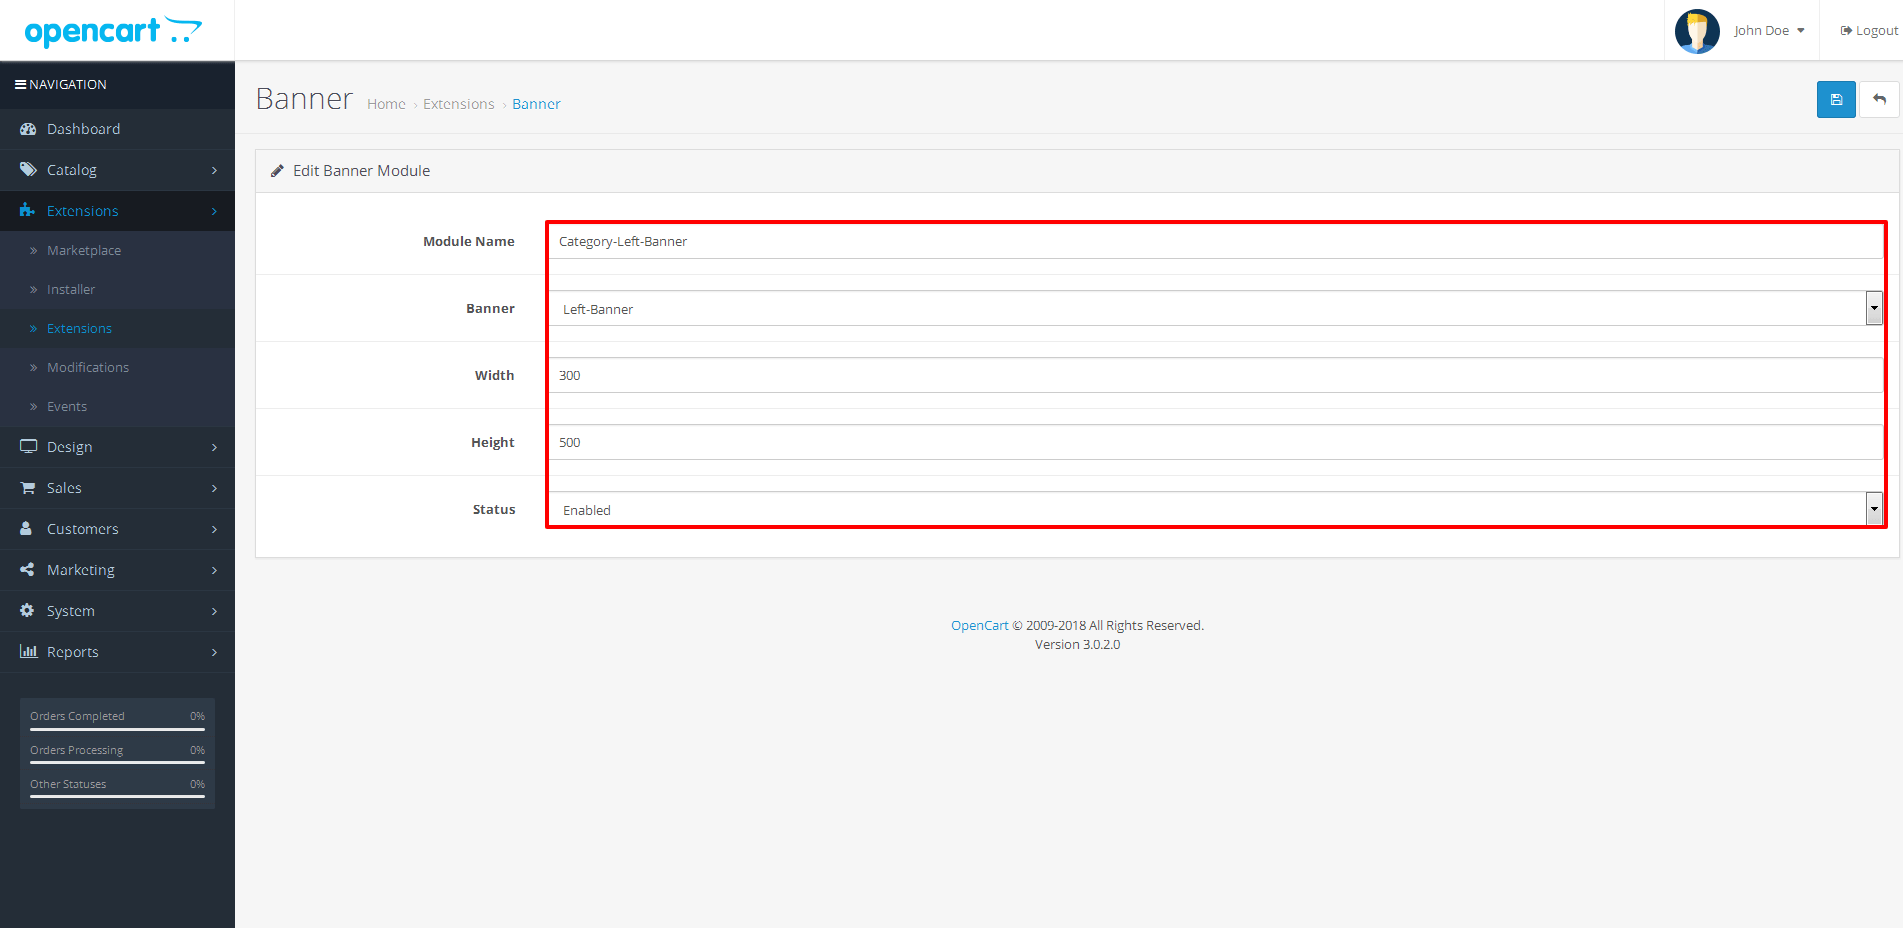 opencart
John Doe
Logout
NAVIGATION
Dashboard
Catalog
Extensions
Marketplace
Installer
Extensions
Modifications
Events
Design
Sales
Customers
Marketing
System
Reports
Orders Completed 0%
Orders Processing 0%
Other Statuses 0%
Banner
Home › Extensions › Banner
Edit Banner Module
Module Name Category-Left-Banner
Banner Left-Banner
Width 300
Height 500
Status Enabled
OpenCart © 2009-2018 All Rights Reserved.
Version 3.0.2.0